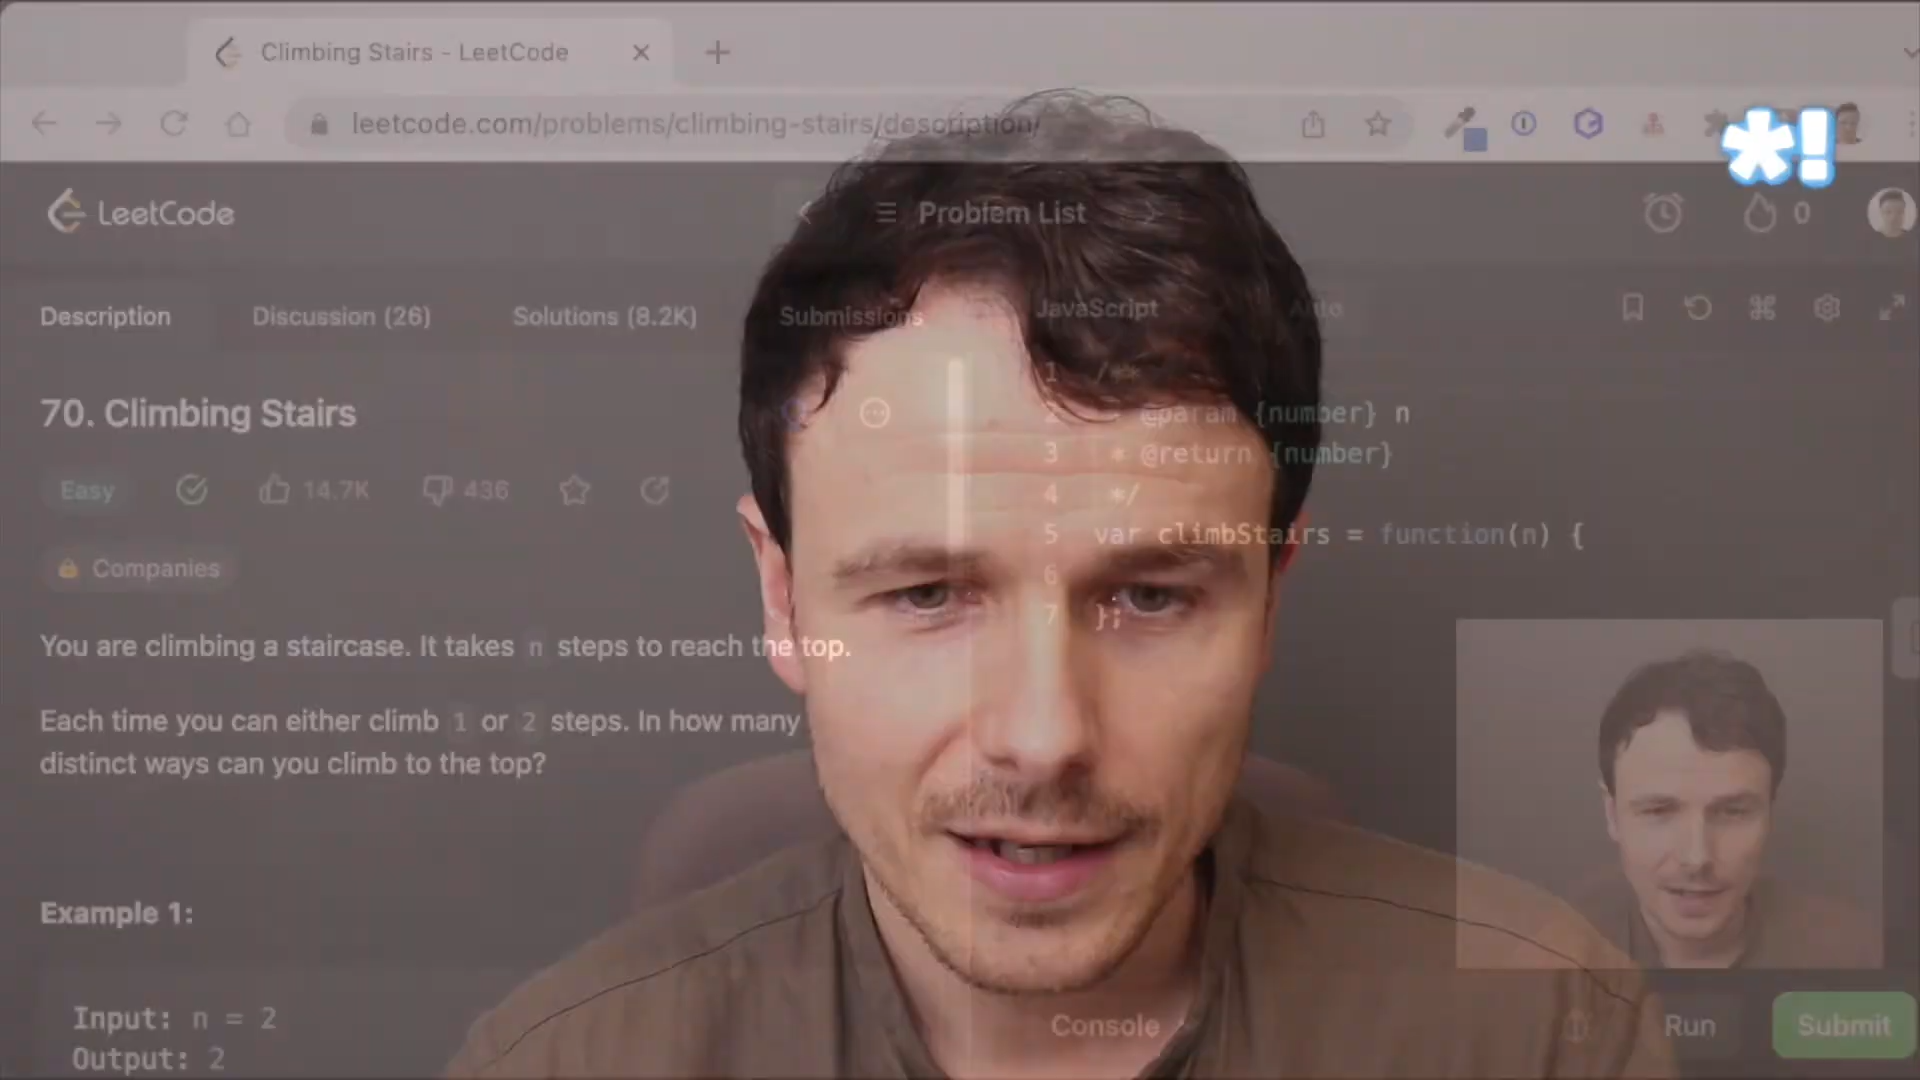 Climbing Stairs - LeetCode
leetcode.com/problems/climbing-stairs/description/
*!
LeetCode
Problem List
0
Description
Discussion (26)
Solutions (8.2K)
Submissions
JavaScript
Auto
70. Climbing Stairs
Easy
14.7K
436
Companies
You are climbing a staircase. It takes n steps to reach the top.
Each time you can either climb 1 or 2 steps. In how many
distinct ways can you climb to the top?
Example 1:
Input: n = 2
Output: 2
1 /**
@param {number} n
3 * @return {number}
4 */
5 var climbStairs = function(n) {
6
7 };
Console
Run
Submit